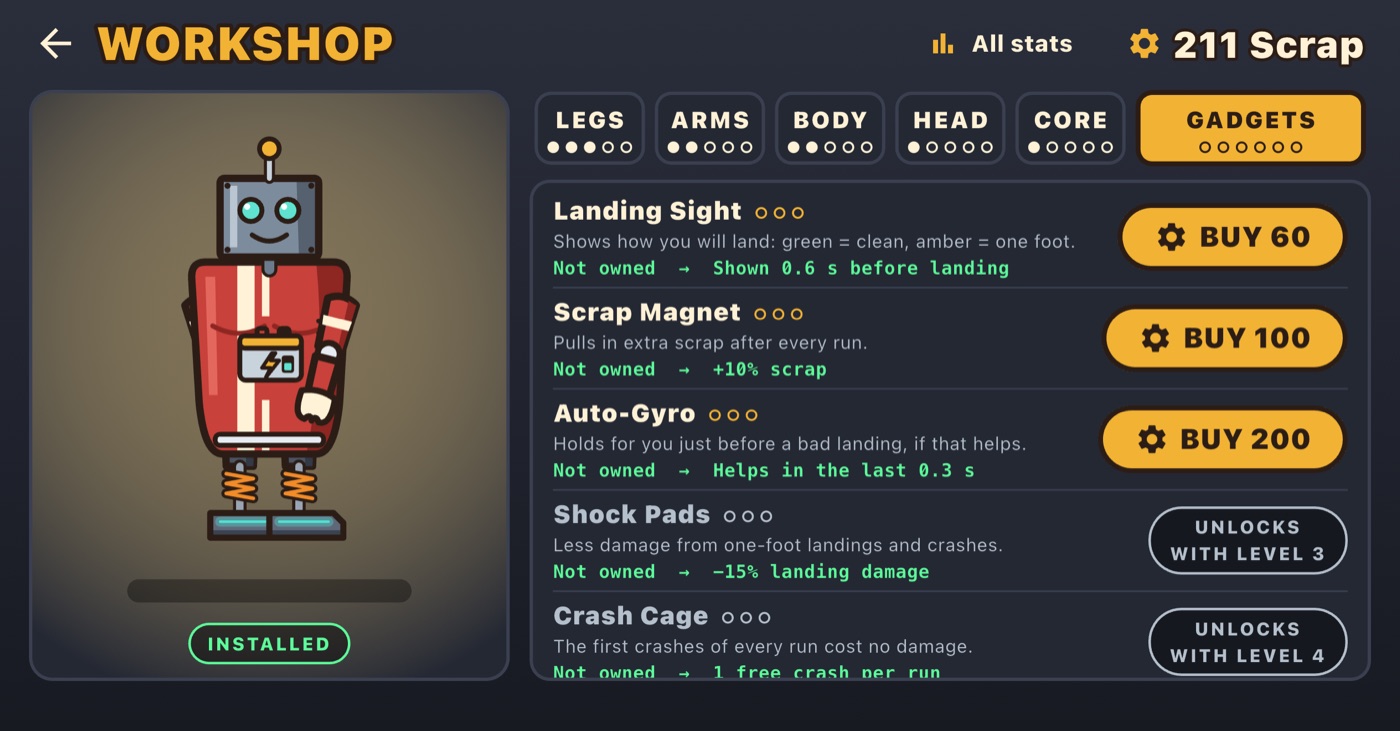 WORKSHOP
All stats
211 Scrap
LEGS
ARMS
BODY
HEAD
CORE
GADGETS
Landing Sight
Shows how you will land: green = clean, amber = one foot.
Not owned → Shown 0.6 s before landing
BUY 60
Scrap Magnet
Pulls in extra scrap after every run.
Not owned → +10% scrap
BUY 100
Auto-Gyro
Holds for you just before a bad landing, if that helps.
Not owned → Helps in the last 0.3 s
BUY 200
Shock Pads
Less damage from one-foot landings and crashes.
Not owned → −15% landing damage
UNLOCKS
WITH LEVEL 3
Crash Cage
The first crashes of every run cost no damage.
Not owned → 1 free crash per run
UNLOCKS
WITH LEVEL 4
INSTALLED